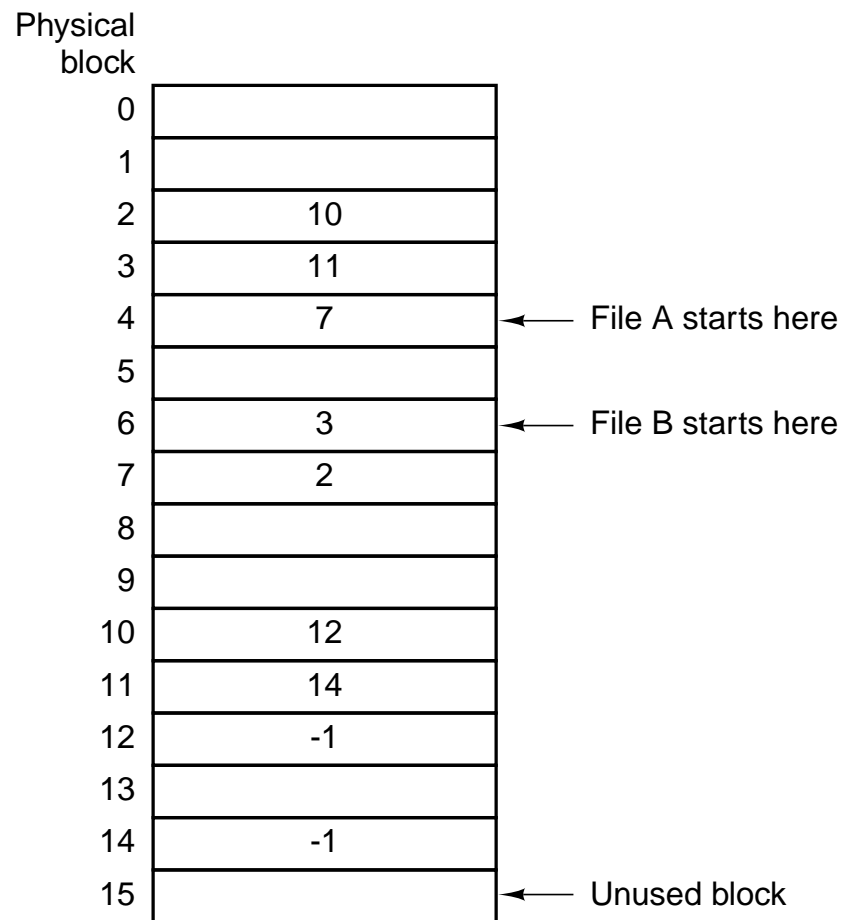 Physical
block
0
1
2 10
3 11
4 7 File A starts here
5
6 3 File B starts here
7 2
8
9
10 12
11 14
12 -1
13
14 -1
15 Unused block